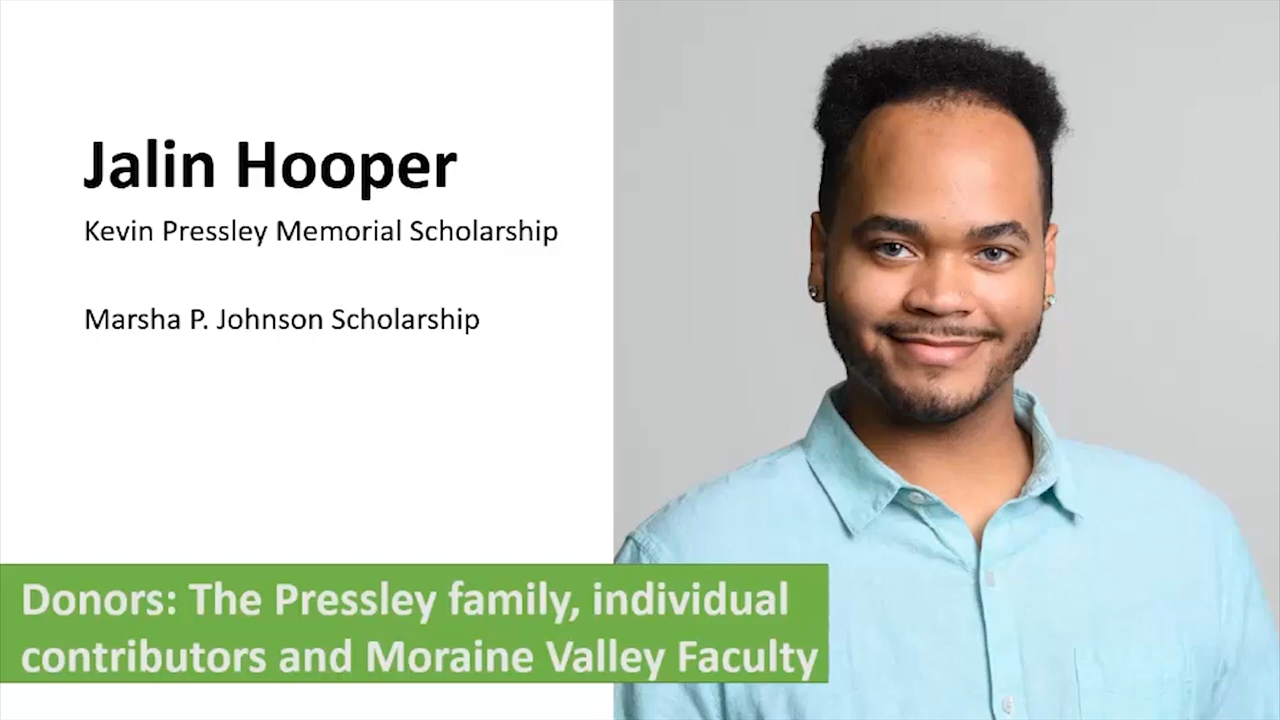 Jalin Hooper
Kevin Pressley Memorial Scholarship
Marsha P. Johnson Scholarship
Donors: The Pressley family, individual
contributors and Moraine Valley Faculty